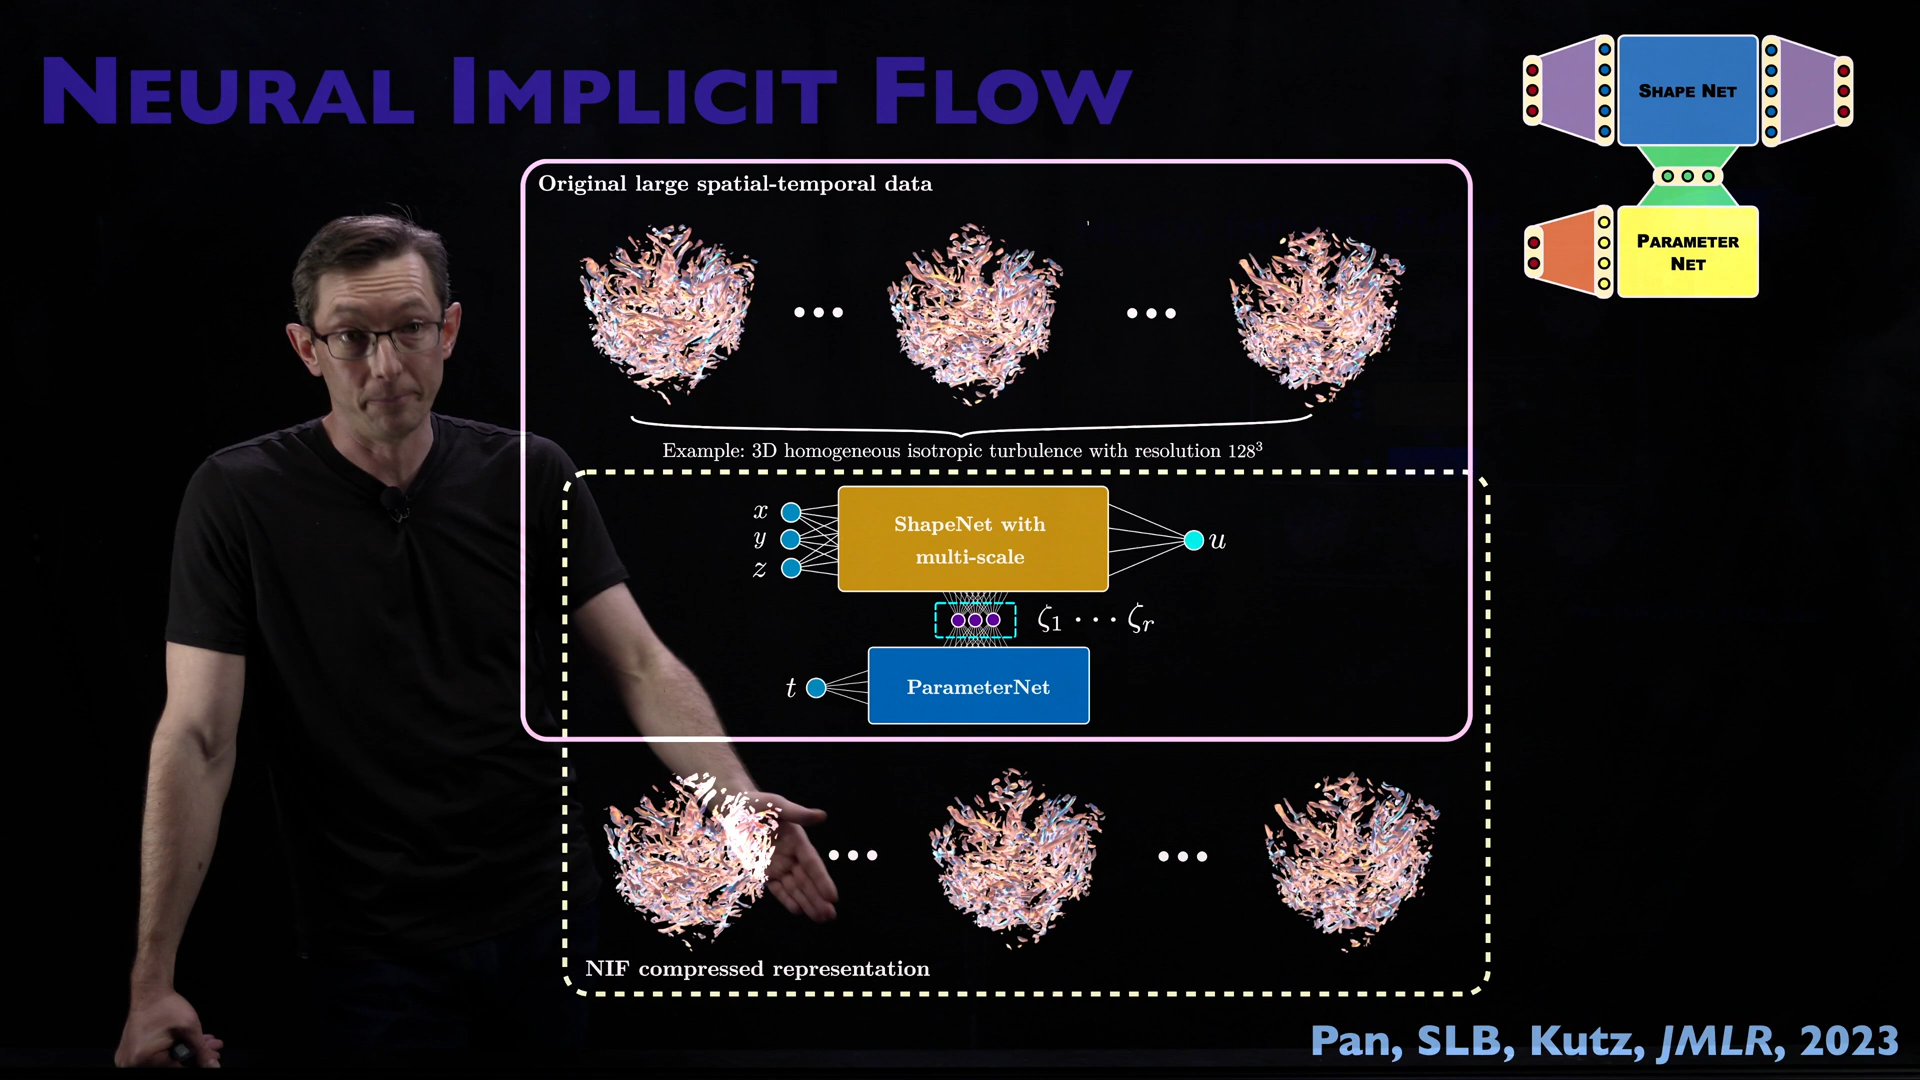 NEURAL IMPLICIT FLOW
SHAPE NET
PARAMETER
NET
Original large spatial-temporal data
Example: 3D homogeneous isotropic turbulence with resolution 128³
x
y
z
ShapeNet with
multi-scale
u
ζ₁ · · · ζᵣ
t
ParameterNet
NIF compressed representation
Pan, SLB, Kutz, JMLR, 2023